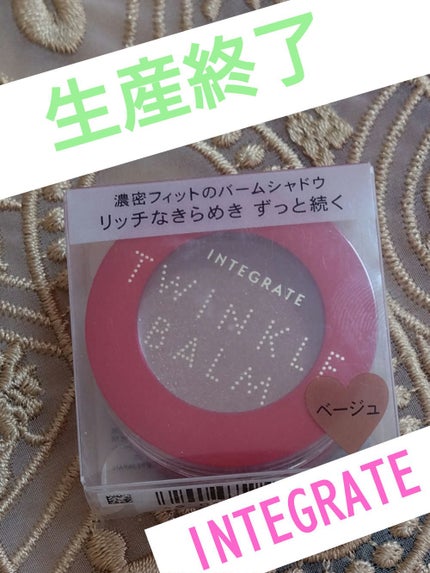 生産終了
濃密フィットのバームシャドウ
リッチなきらめき ずっと続く
INTEGRATE
TWINKLE
BALM
ベージュ
INTEGRATE